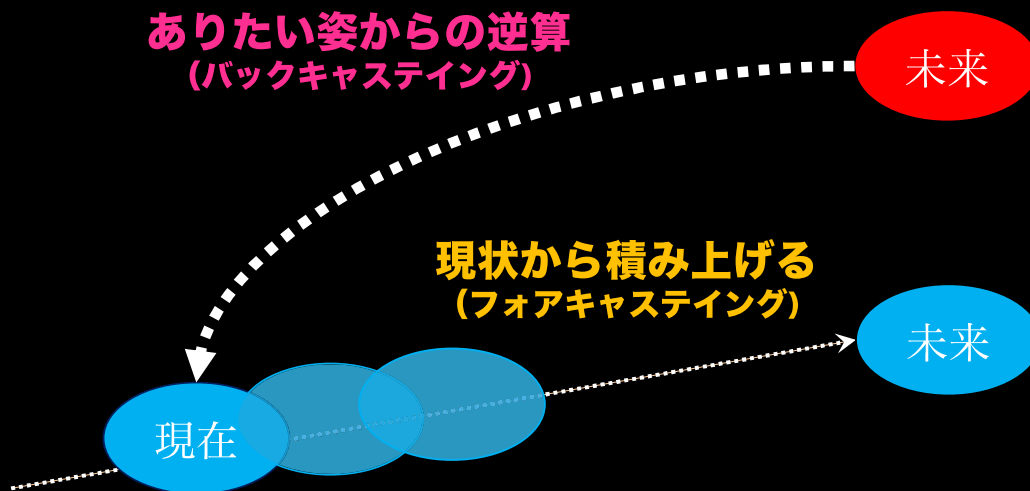 ありたい姿からの逆算
(バックキャステイング)
未来
現状から積み上げる
(フォアキャステイング)
未来
現在